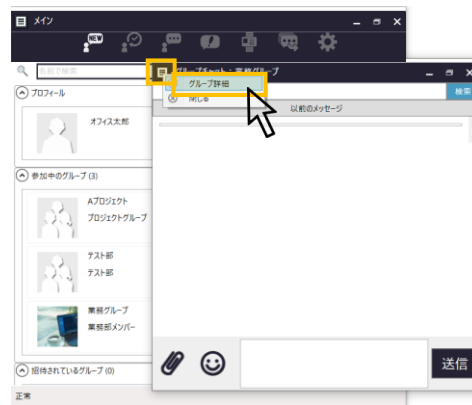 メイン
NEW
名前で検索
プロフィール
オフィス太郎
参加中のグループ (3)
Aプロジェクト
プロジェクトグループ
テスト部
テスト部
業務グループ
業務部メンバー
招待されているグループ (0)
正常
グループチャット : 業務グループ
グループ詳細
閉じる
検索
以前のメッセージ
送信